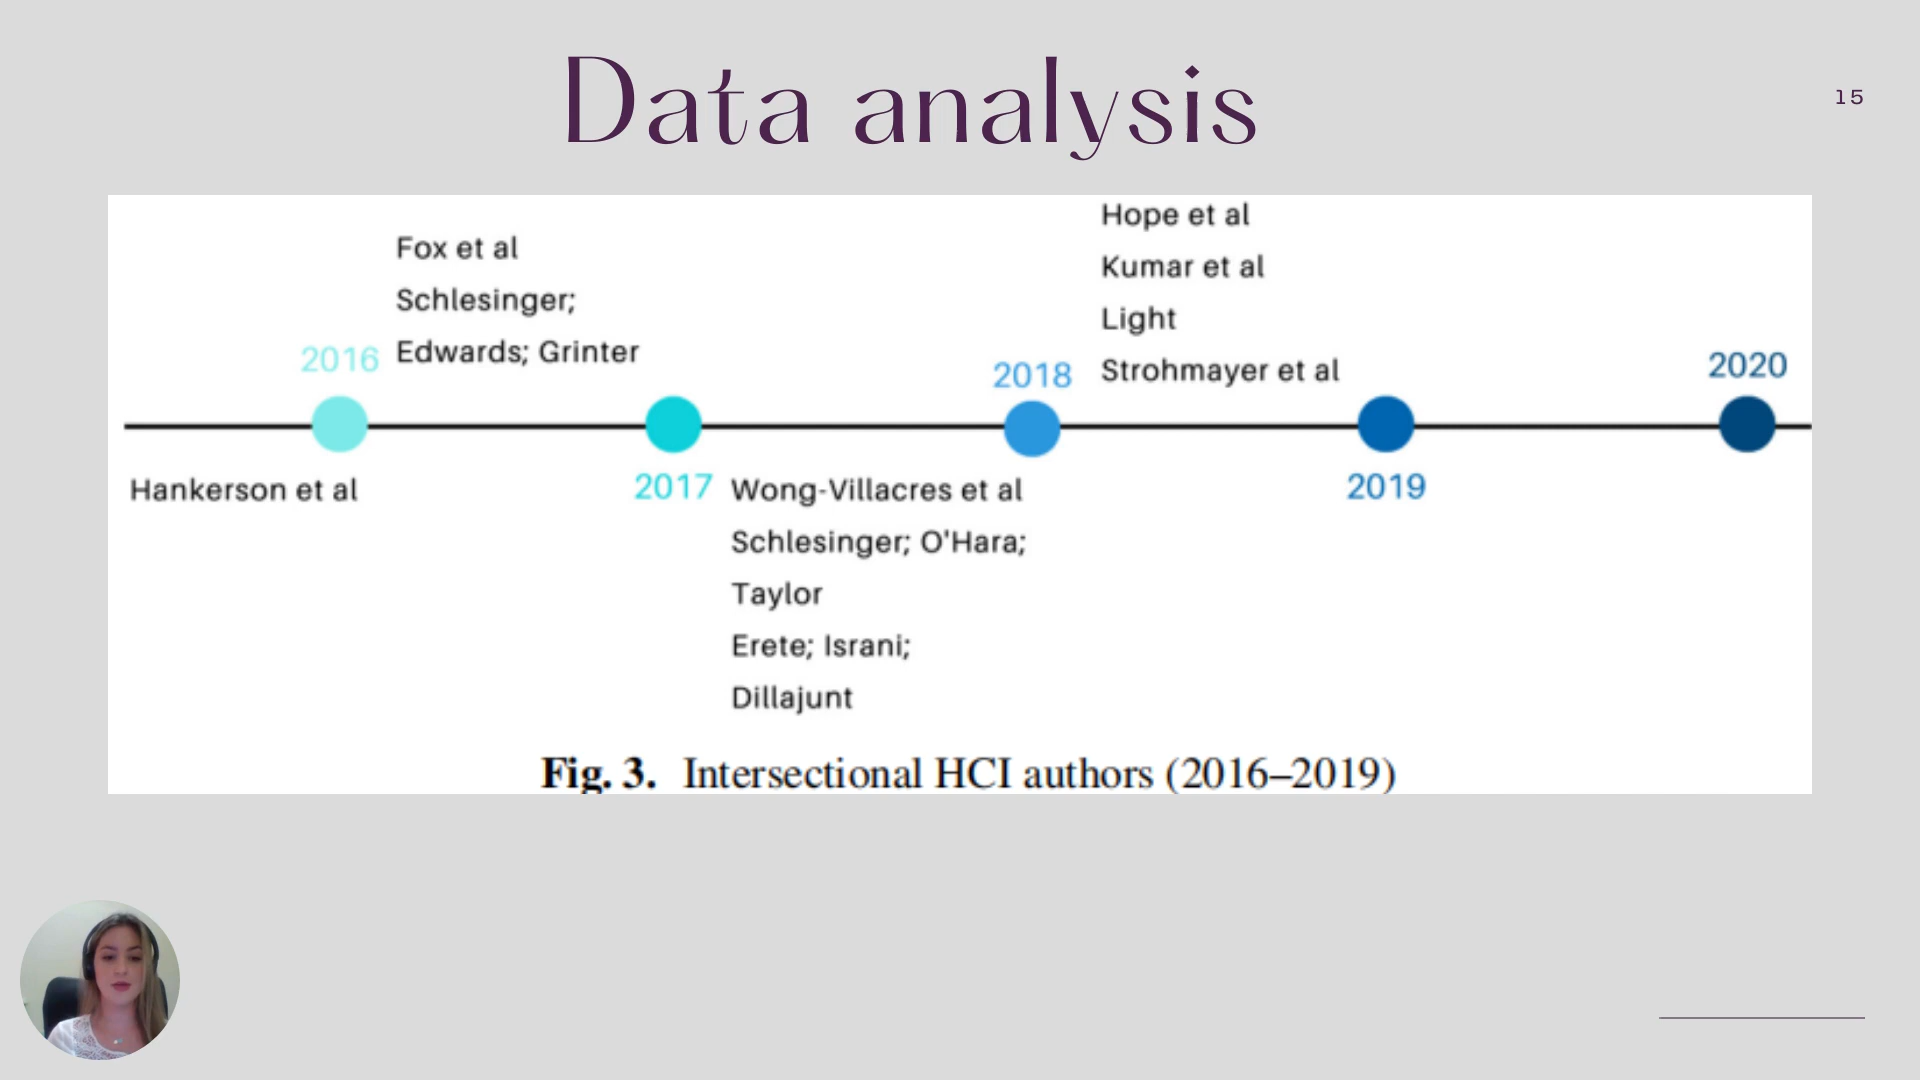 Data analysis
15
Fox et al
Schlesinger;
Edwards; Grinter
2016
Hankerson et al
2017
Wong-Villacres et al
Schlesinger; O'Hara;
Taylor
Erete; Israni;
Dillajunt
2018
Hope et al
Kumar et al
Light
Strohmayer et al
2019
2020
Fig. 3. Intersectional HCI authors (2016–2019)